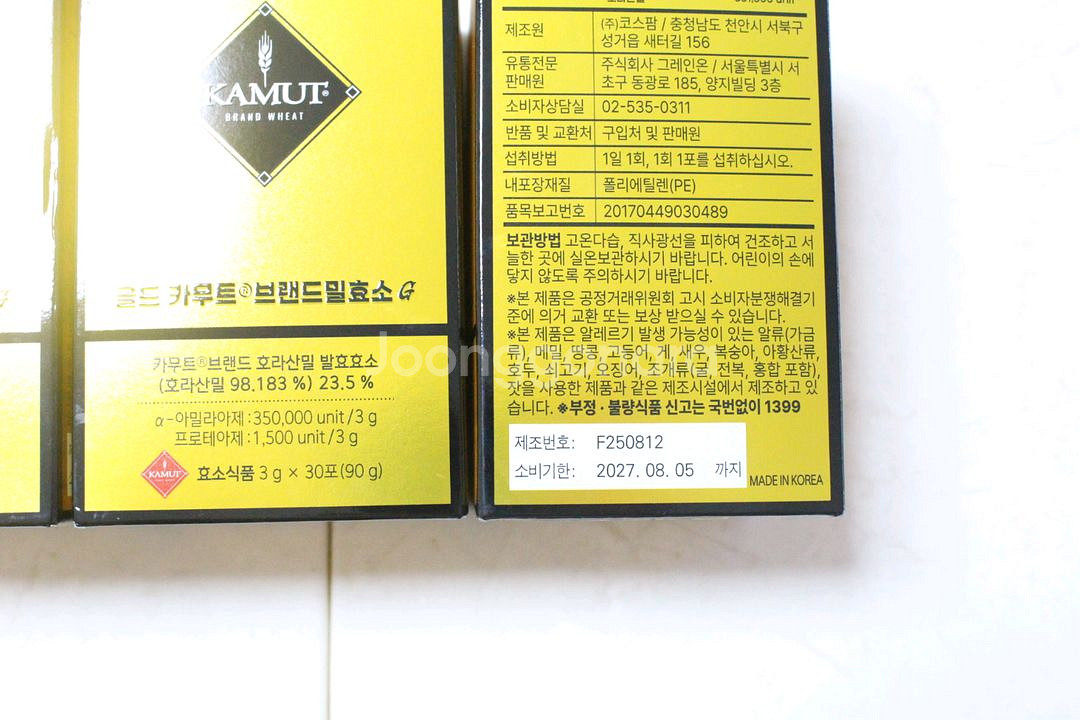 KAMUT®
BRAND WHEAT
골드 카무트®브랜드밀효소 G
카무트®브랜드 호라산밀 발효효소
(호라산밀 98.183 %) 23.5 %
α-아밀라아제 : 350,000 unit / 3 g
프로테아제 : 1,500 unit / 3 g
KAMUT
효소식품 3 g × 30포(90 g)
제조원 (주)코스팜 / 충청남도 천안시 서북구
성거읍 새터길 156
유통전문 주식회사 그레인온 / 서울특별시 서
판매원 초구 동광로 185, 양지빌딩 3층
소비자상담실 02-535-0311
반품 및 교환처 구입처 및 판매원
섭취방법 1일 1회, 1회 1포를 섭취하십시오.
내포장재질 폴리에틸렌(PE)
품목보고번호 20170449030489
보관방법 고온다습, 직사광선을 피하여 건조하고 서
늘한 곳에 실온보관하시기 바랍니다. 어린이의 손에
닿지 않도록 주의하시기 바랍니다.
※본 제품은 공정거래위원회 고시 소비자분쟁해결기
준에 의거 교환 또는 보상 받으실 수 있습니다.
※본 제품은 알레르기 발생 가능성이 있는 알류(가금
류), 메밀, 땅콩, 고등어, 게, 새우, 복숭아, 아황산류,
호두, 쇠고기, 오징어, 조개류(굴, 전복, 홍합 포함),
잣을 사용한 제품과 같은 제조시설에서 제조하고 있
습니다. ※부정 · 불량식품 신고는 국번없이 1399
제조번호: F250812
소비기한: 2027. 08. 05 까지
MADE IN KOREA
Joonggonara